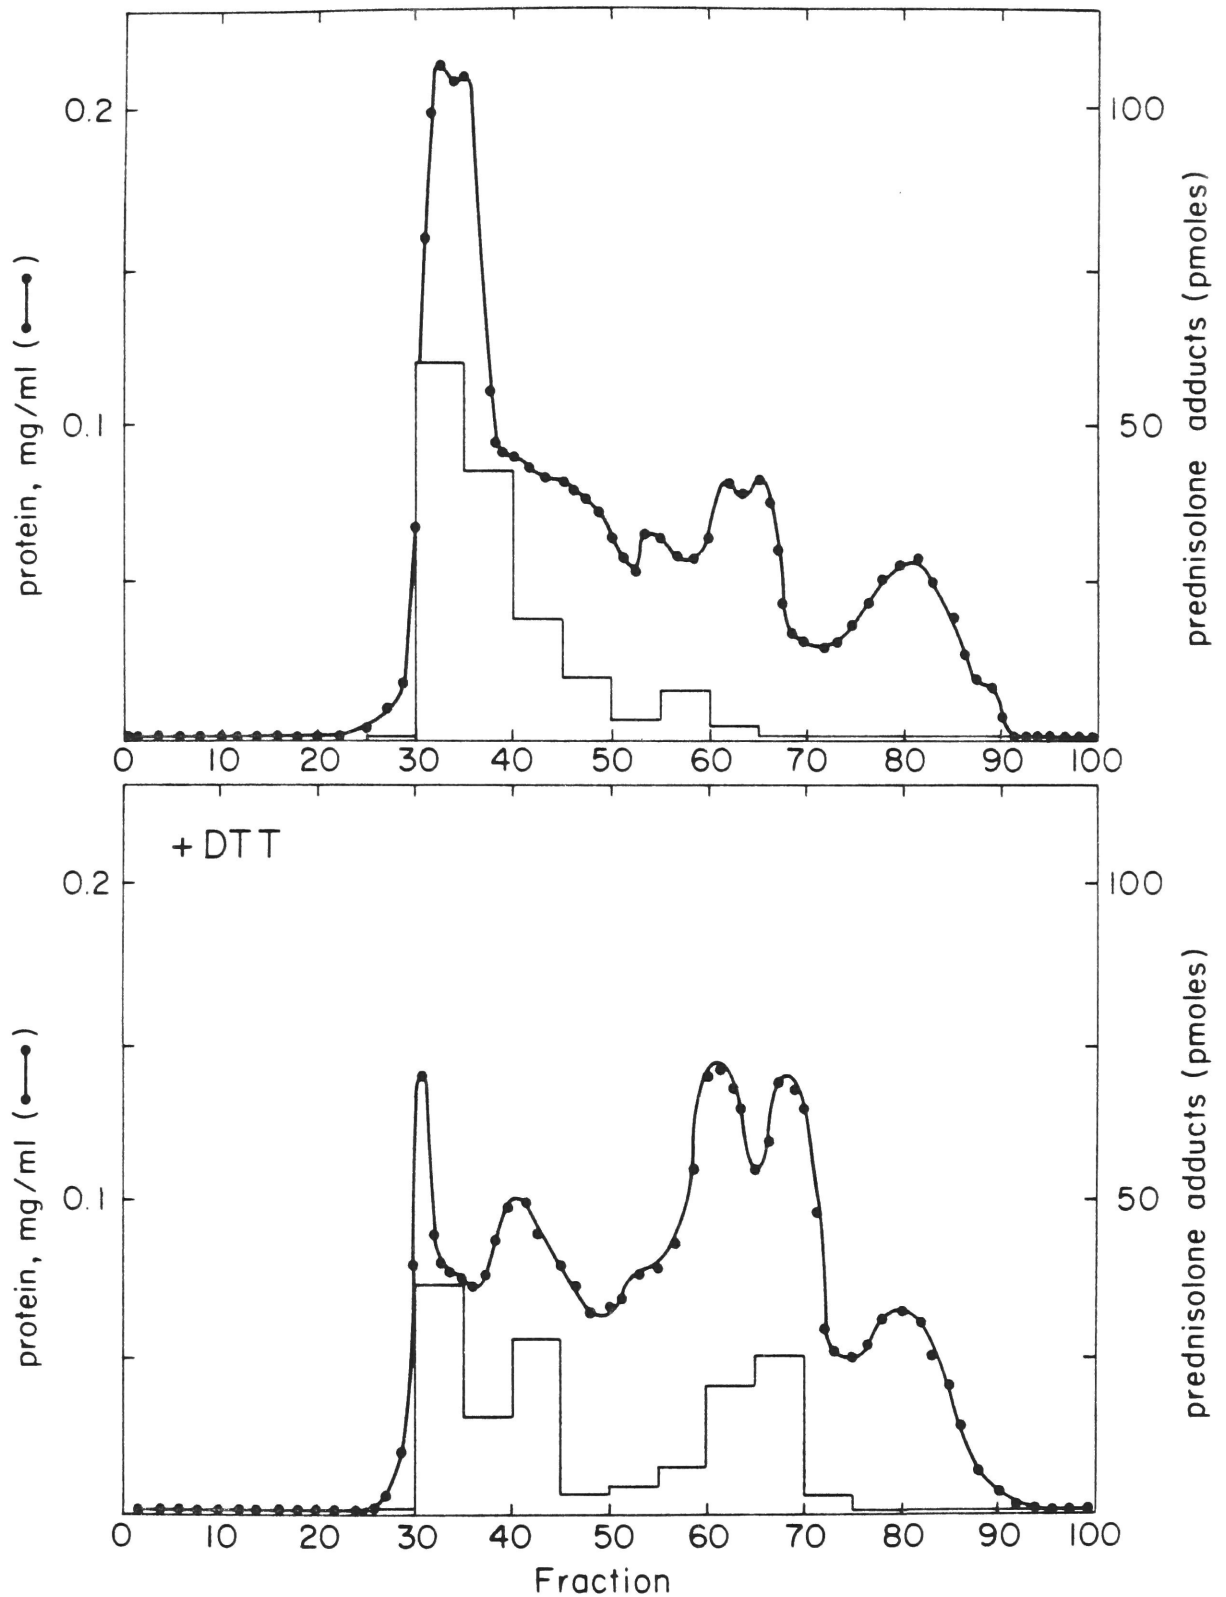 0.2
0.1
protein, mg/ml (●—●)
100
50
prednisolone adducts (pmoles)
0 10 20 30 40 50 60 70 80 90 100
+ DTT
0.2
0.1
protein, mg/ml (●—●)
100
50
prednisolone adducts (pmoles)
0 10 20 30 40 50 60 70 80 90 100
Fraction